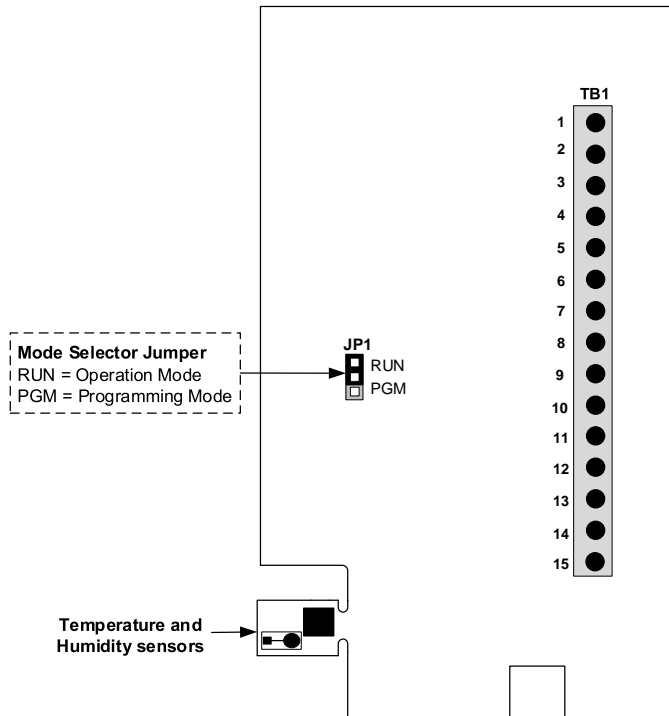 TB1
1
2
3
4
5
6
7
8
9
10
11
12
13
14
15
JP1
RUN
PGM
Mode Selector Jumper
RUN = Operation Mode
PGM = Programming Mode
Temperature and
Humidity sensors